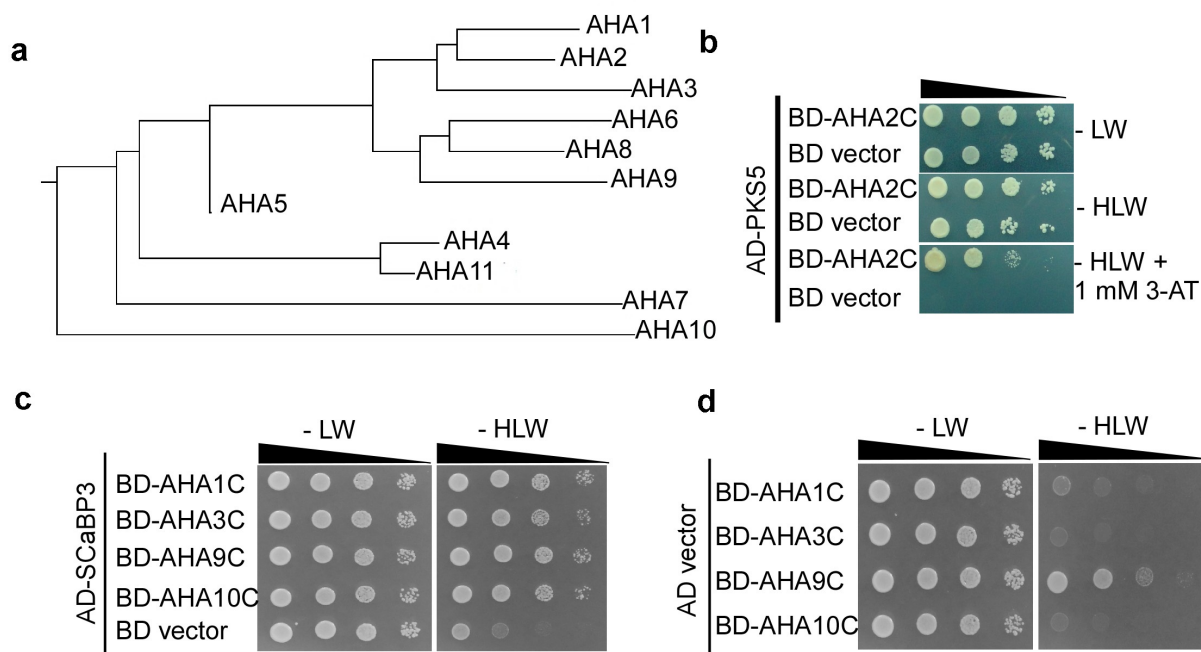 a
AHA1
AHA2
AHA3
AHA6
AHA8
AHA9
AHA5
AHA4
AHA11
AHA7
AHA10
b
AD-PKS5
BD-AHA2C
BD vector
- LW
BD-AHA2C
BD vector
- HLW
BD-AHA2C
BD vector
- HLW +
1 mM 3-AT
c
- LW
- HLW
AD-SCaBP3
BD-AHA1C
BD-AHA3C
BD-AHA9C
BD-AHA10C
BD vector
d
- LW
- HLW
AD vector
BD-AHA1C
BD-AHA3C
BD-AHA9C
BD-AHA10C